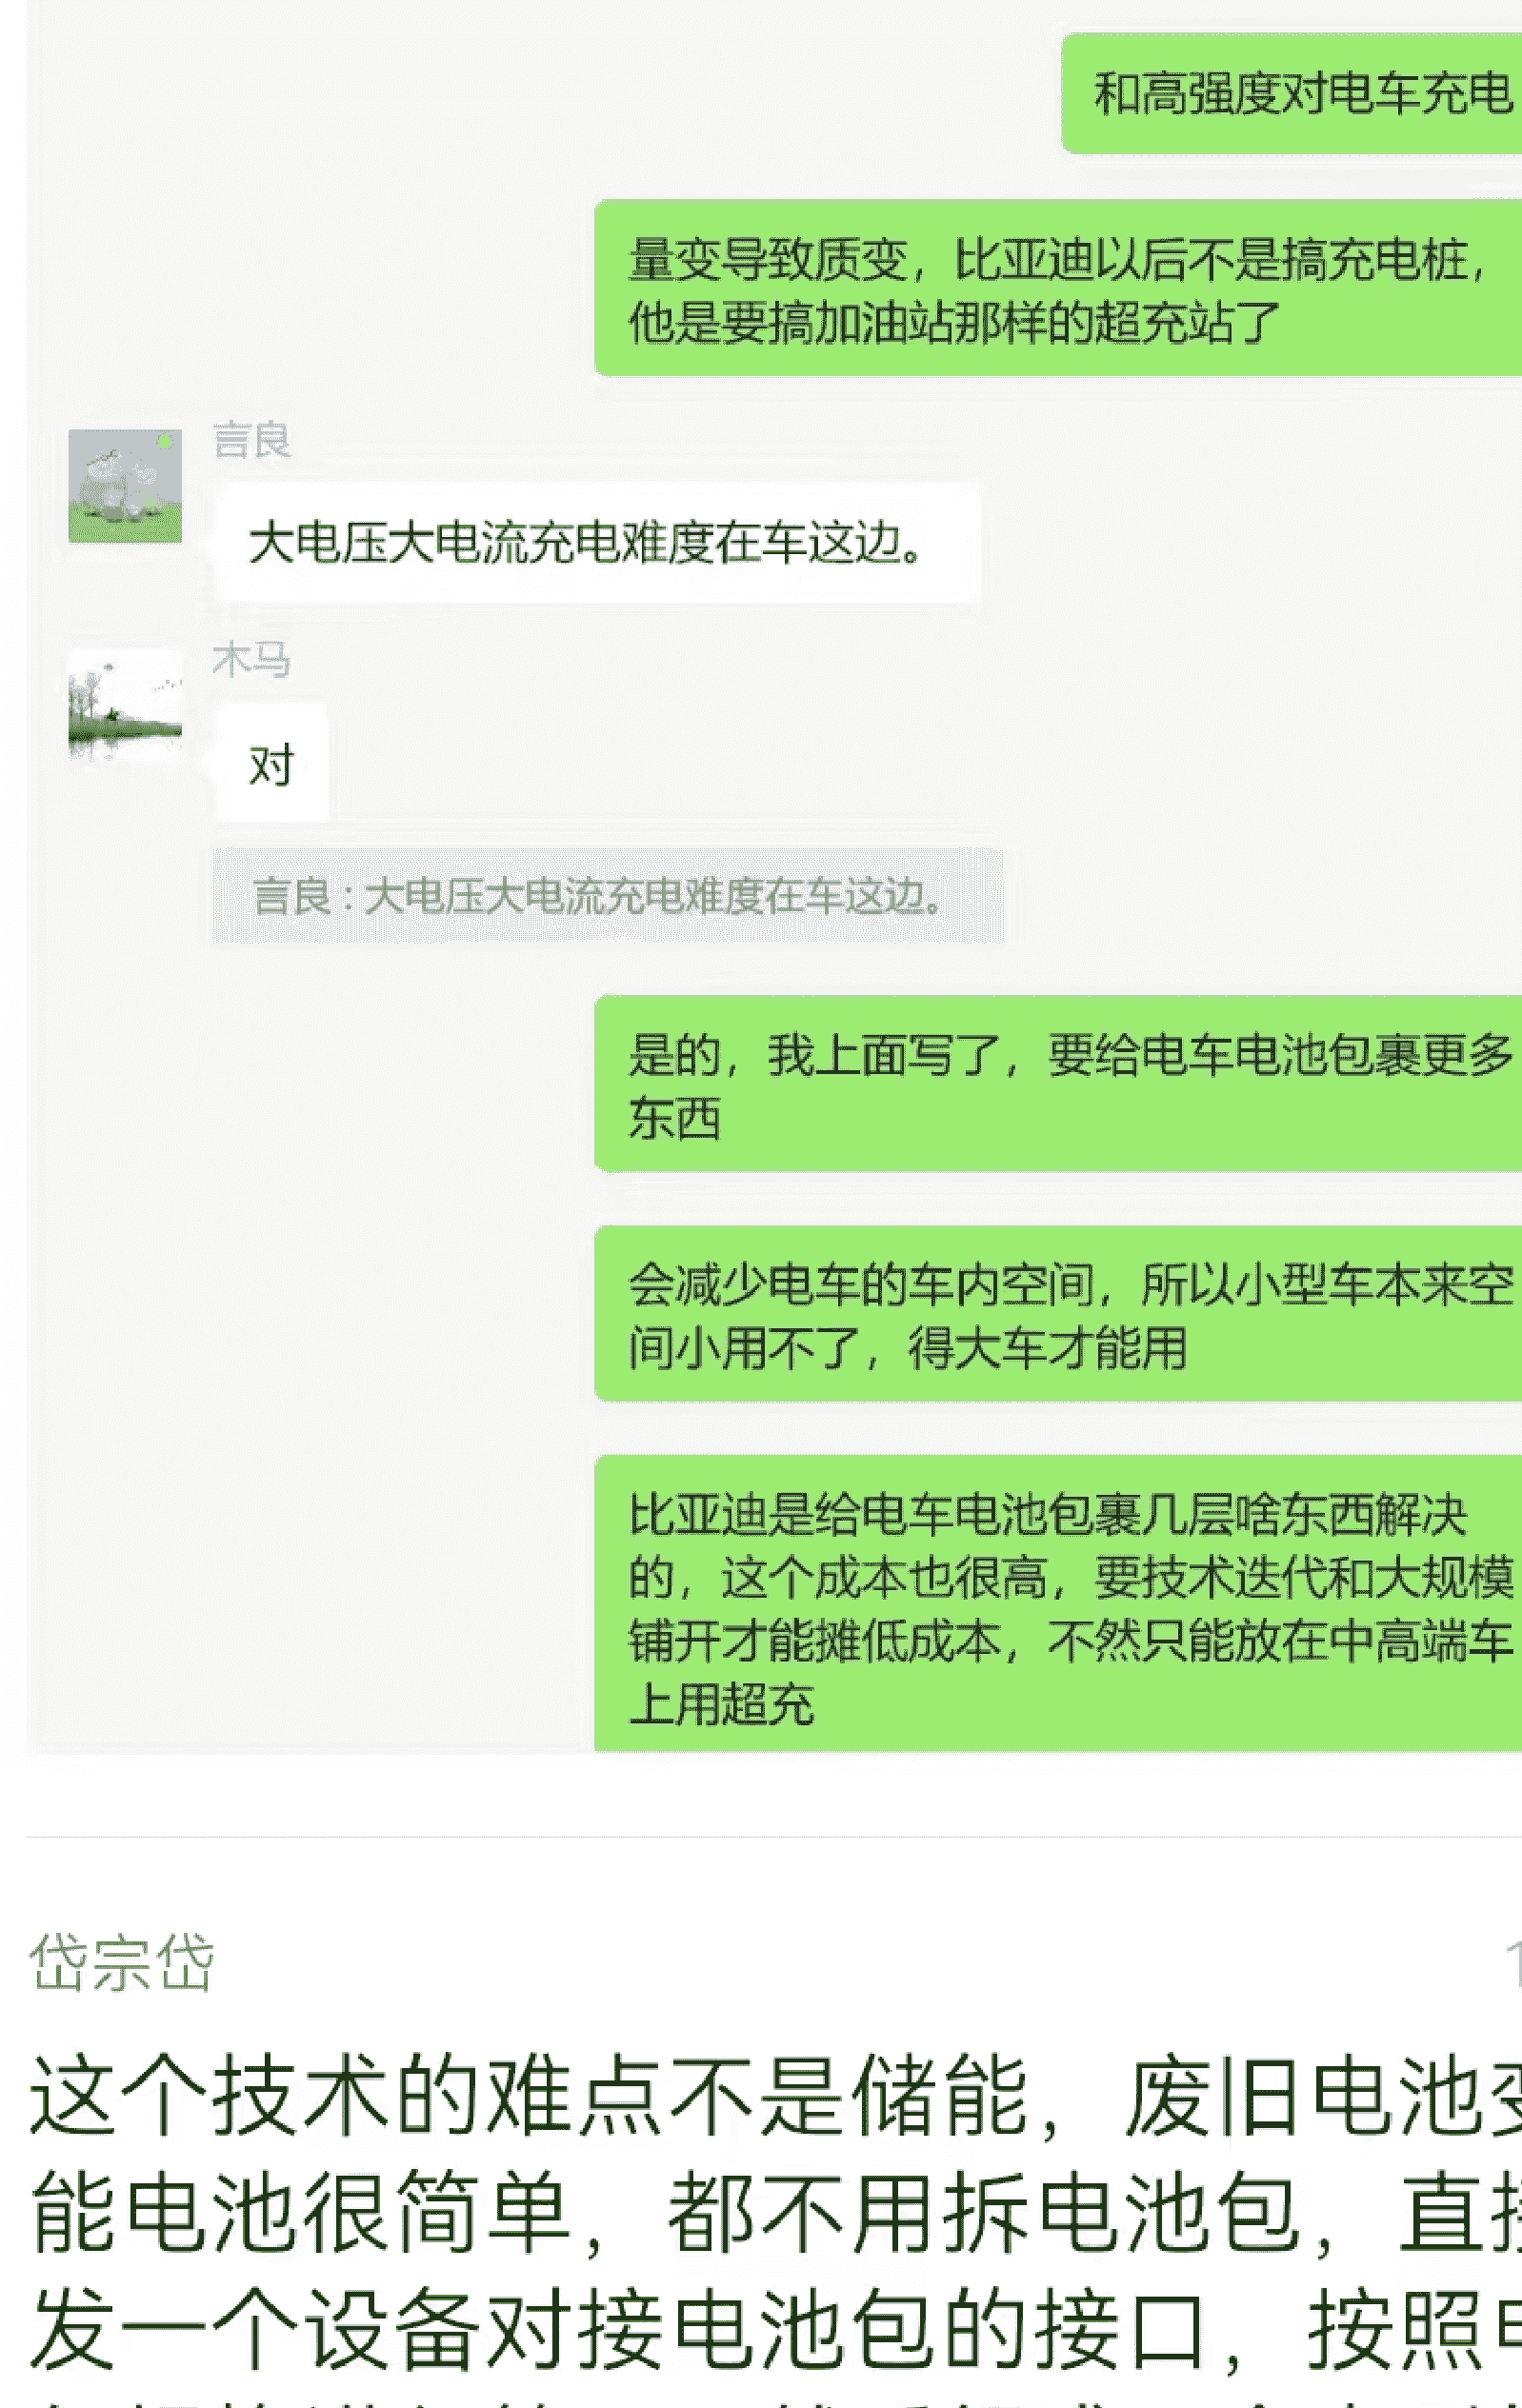 和高强度对电车充电
量变导致质变，比亚迪以后不是搞充电桩，
他是要搞加油站那样的超充站了
言良
大电压大电流充电难度在车这边。
木马
对
言良：大电压大电流充电难度在车这边。
是的，我上面写了，要给电车电池包裹更多
东西
会减少电车的车内空间，所以小型车本来空
间小用不了，得大车才能用
比亚迪是给电车电池包裹几层啥东西解决
的，这个成本也很高，要技术迭代和大规模
铺开才能摊低成本，不然只能放在中高端车
上用超充
岱宗岱
这个技术的难点不是储能，废旧电池
能电池很简单，都不用拆电池包，直
发一个设备对接电池包的接口，按照